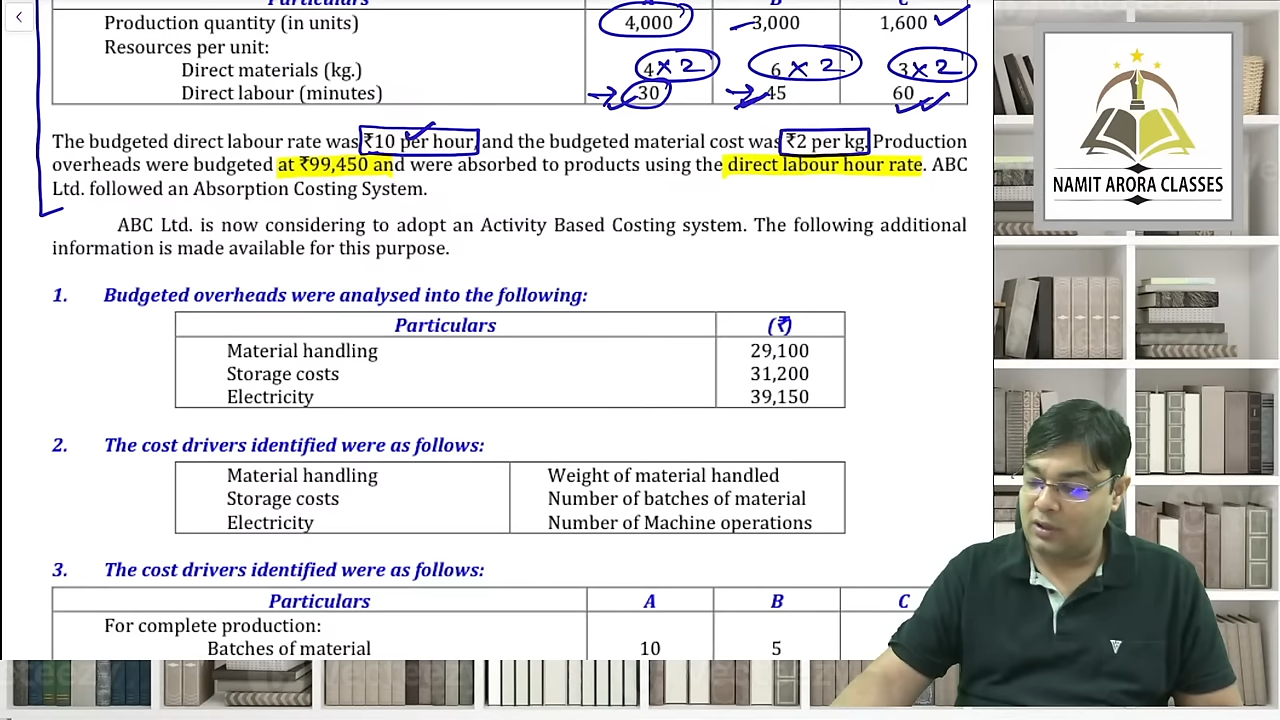 Particulars A B C
Production quantity (in units) 4,000 3,000 1,600
Resources per unit:
Direct materials (kg.) 4 × 2 6 × 2 3 × 2
Direct labour (minutes) 30 45 60
The budgeted direct labour rate was ₹10 per hour, and the budgeted material cost was ₹2 per kg. Production
overheads were budgeted at ₹99,450 and were absorbed to products using the direct labour hour rate. ABC
Ltd. followed an Absorption Costing System.
ABC Ltd. is now considering to adopt an Activity Based Costing system. The following additional
information is made available for this purpose.
1. Budgeted overheads were analysed into the following:
Particulars (₹)
Material handling 29,100
Storage costs 31,200
Electricity 39,150
2. The cost drivers identified were as follows:
Material handling Weight of material handled
Storage costs Number of batches of material
Electricity Number of Machine operations
3. The cost drivers identified were as follows:
Particulars A B C
For complete production:
Batches of material 10 5
NAMIT ARORA CLASSES